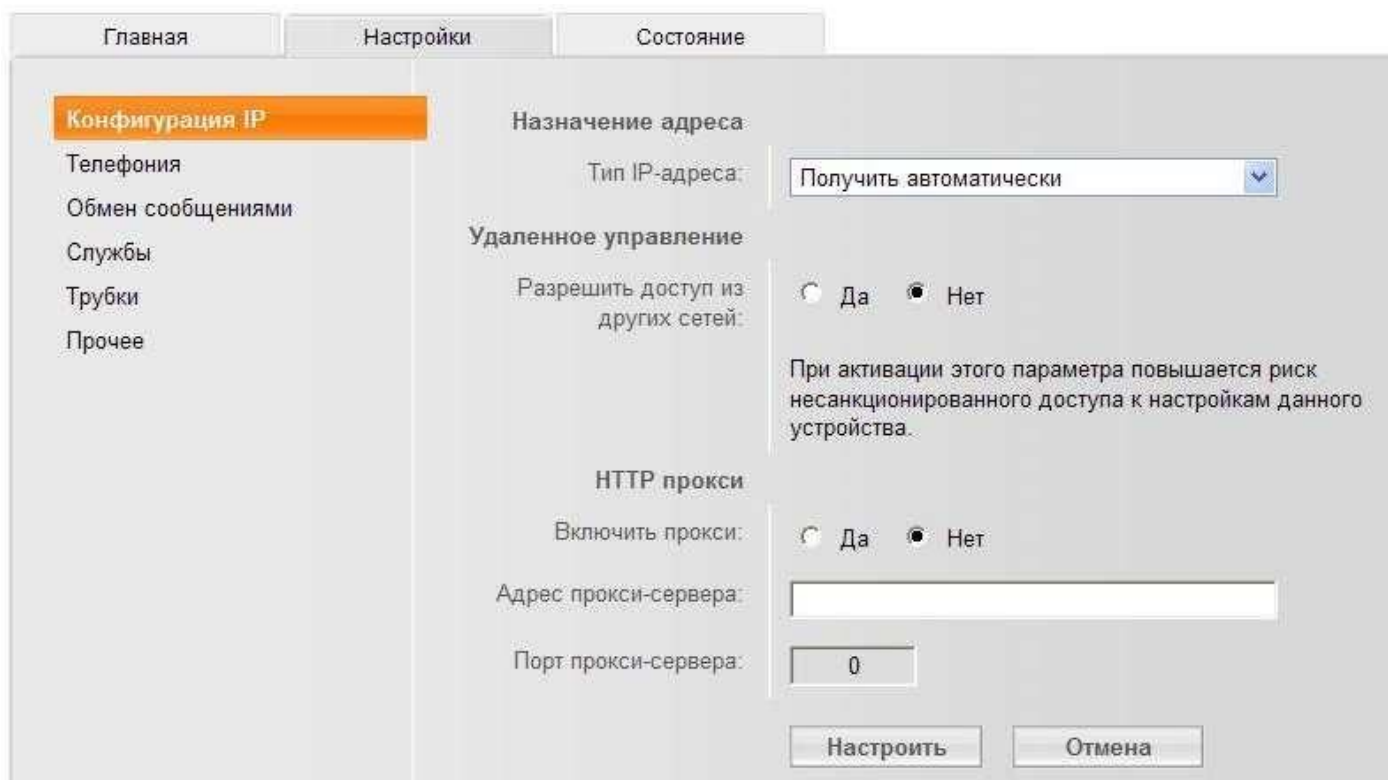 Главная Настройки Состояние
Конфигурация IP
Телефония
Обмен сообщениями
Службы
Трубки
Прочее
Назначение адреса
Тип IP-адреса: Получить автоматически
Удаленное управление
Разрешить доступ из
других сетей:
Да Нет
При активации этого параметра повышается риск
несанкционированного доступа к настройкам данного
устройства.
HTTP прокси
Включить прокси: Да Нет
Адрес прокси-сервера:
Порт прокси-сервера: 0
Настроить Отмена